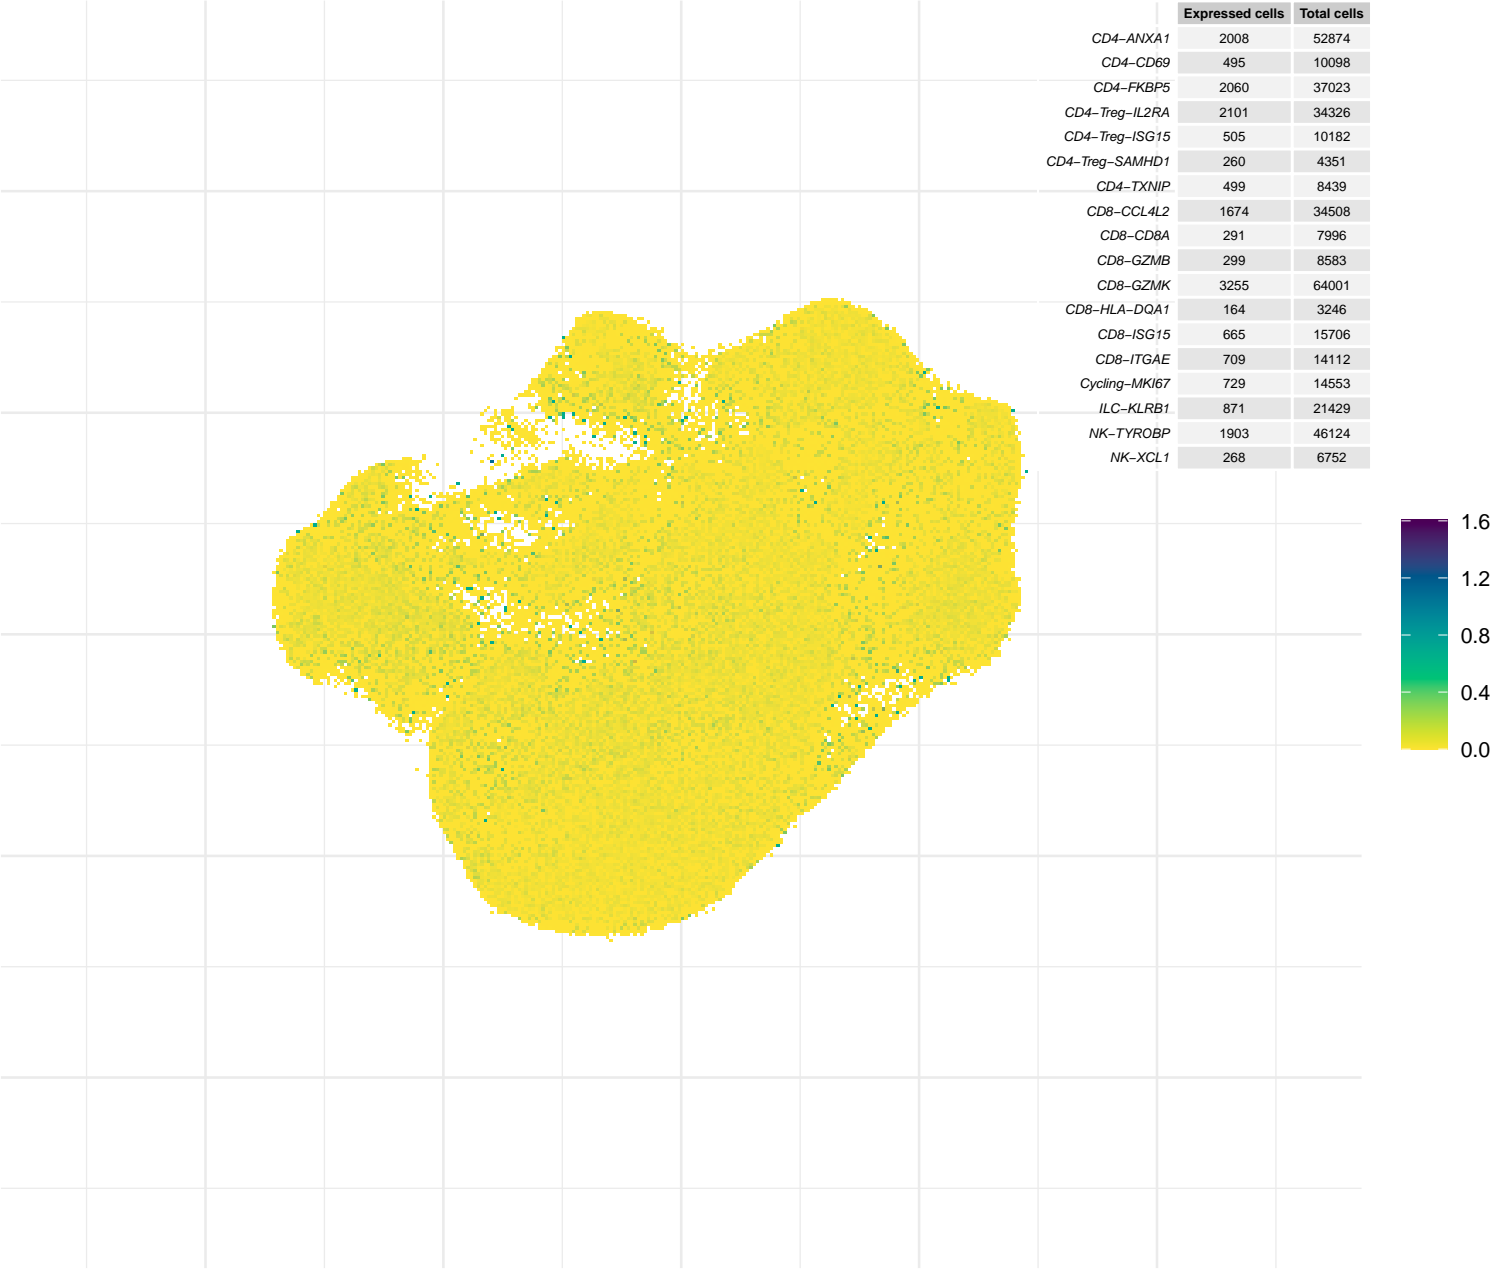 Expressed cells Total cells
CD4−ANXA1 2008 52874
CD4−CD69 495 10098
CD4−FKBP5 2060 37023
CD4−Treg−IL2RA 2101 34326
CD4−Treg−ISG15 505 10182
CD4−Treg−SAMHD1 260 4351
CD4−TXNIP 499 8439
CD8−CCL4L2 1674 34508
CD8−CD8A 291 7996
CD8−GZMB 299 8583
CD8−GZMK 3255 64001
CD8−HLA−DQA1 164 3246
CD8−ISG15 665 15706
CD8−ITGAE 709 14112
Cycling−MKI67 729 14553
ILC−KLRB1 871 21429
NK−TYROBP 1903 46124
NK−XCL1 268 6752
1.6
1.2
0.8
0.4
0.0